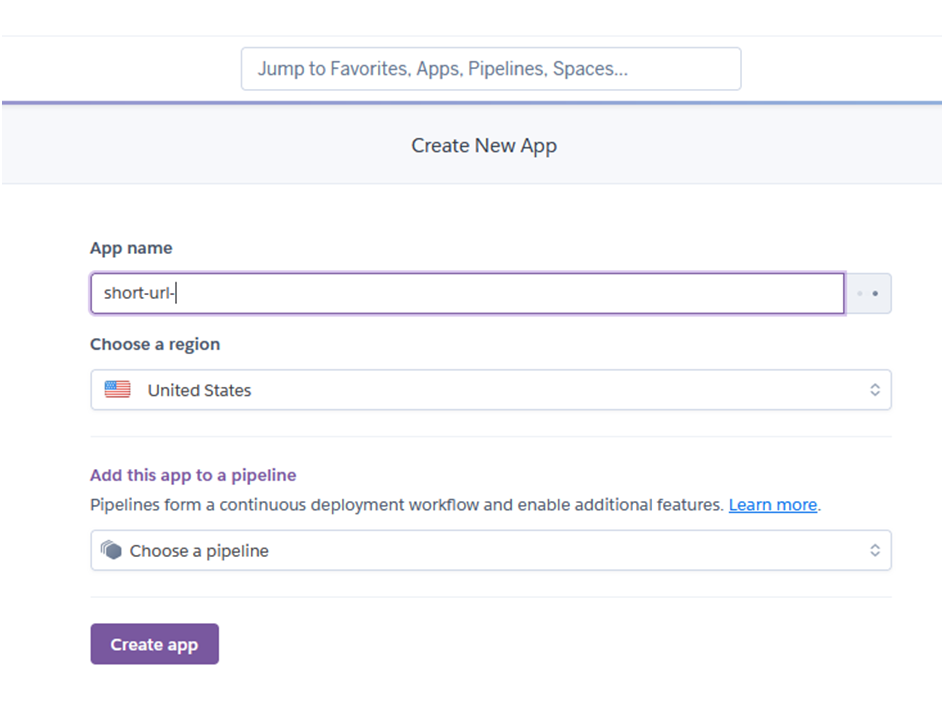 Jump to Favorites, Apps, Pipelines, Spaces...
Create New App
App name
short-url-
Choose a region
United States
Add this app to a pipeline
Pipelines form a continuous deployment workflow and enable additional features. Learn more.
Choose a pipeline
Create app